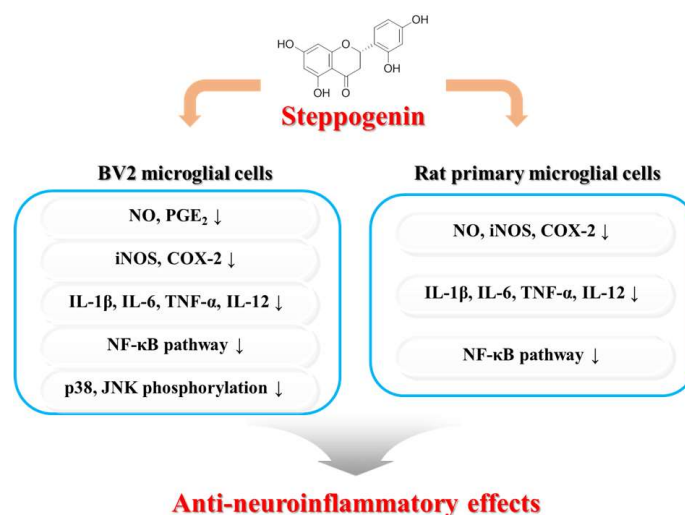 OH
HO
O
OH
OH
O
Steppogenin
BV2 microglial cells
NO, PGE₂ ↓
iNOS, COX-2 ↓
IL-1β, IL-6, TNF-α, IL-12 ↓
NF-κB pathway ↓
p38, JNK phosphorylation ↓
Rat primary microglial cells
NO, iNOS, COX-2 ↓
IL-1β, IL-6, TNF-α, IL-12 ↓
NF-κB pathway ↓
Anti-neuroinflammatory effects